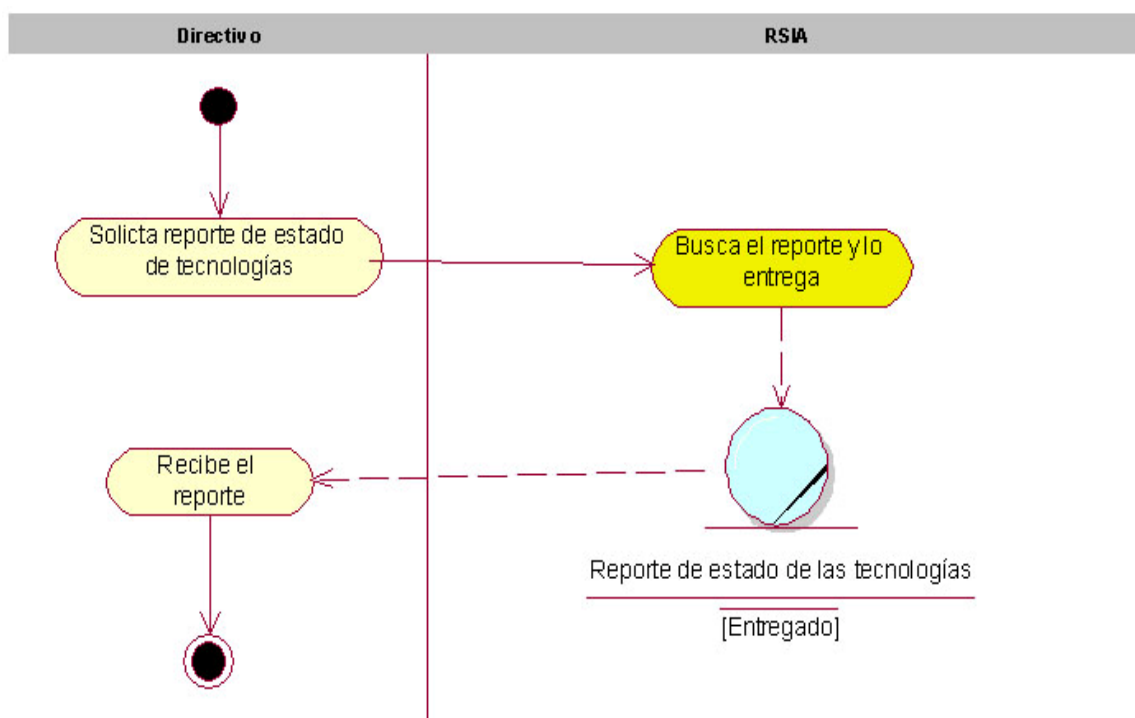 Directivo
RSIA
Solicta reporte de estado
de tecnologías
Busca el reporte y lo
entrega
Recibe el
reporte
Reporte de estado de las tecnologías
[Entregado]